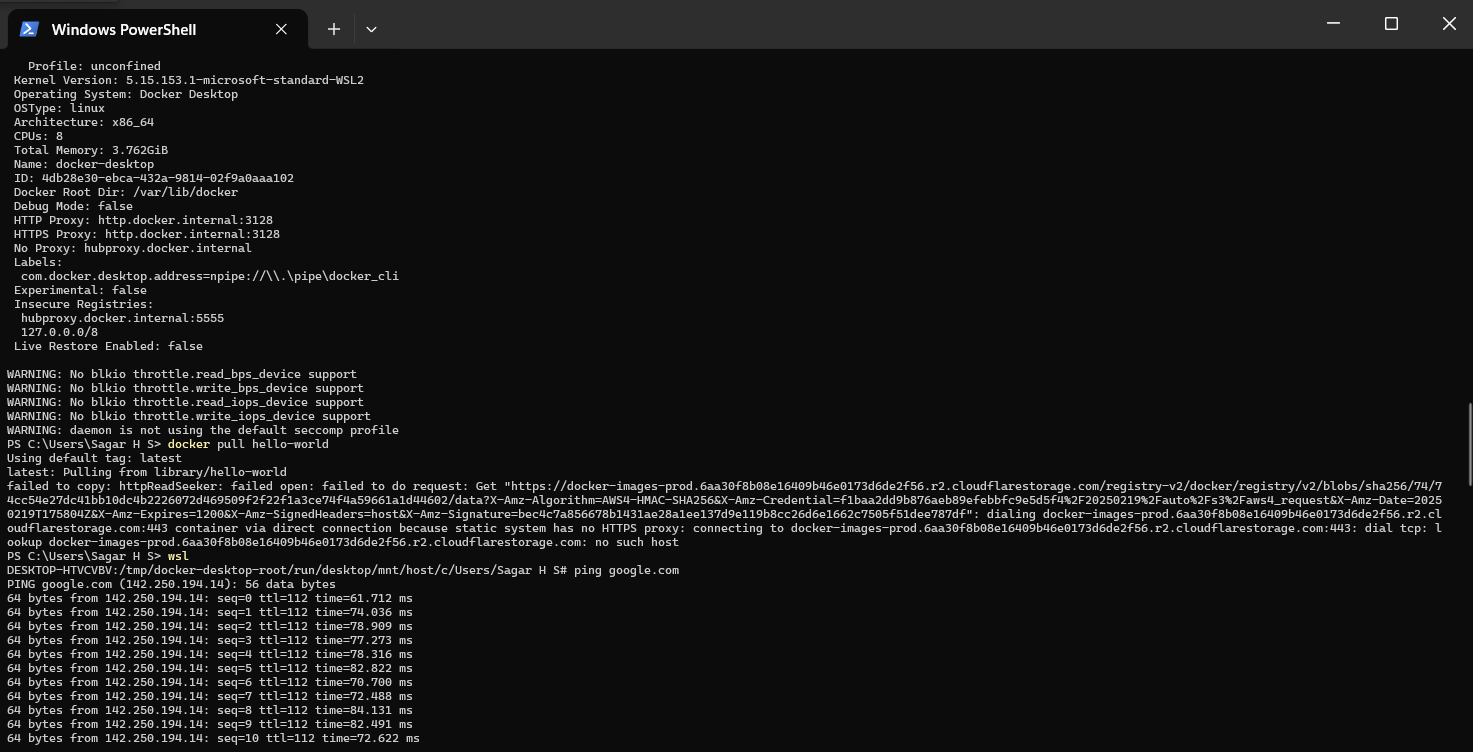 Windows PowerShell
Profile: unconfined
Kernel Version: 5.15.153.1-microsoft-standard-WSL2
Operating System: Docker Desktop
OSType: linux
Architecture: x86_64
CPUs: 8
Total Memory: 3.762GiB
Name: docker-desktop
ID: 4db28e30-ebca-432a-9814-02f9a0aaa102
Docker Root Dir: /var/lib/docker
Debug Mode: false
HTTP Proxy: http.docker.internal:3128
HTTPS Proxy: http.docker.internal:3128
No Proxy: hubproxy.docker.internal
Labels:
com.docker.desktop.address=npipe://\\.\pipe\docker_cli
Experimental: false
Insecure Registries:
hubproxy.docker.internal:5555
127.0.0.0/8
Live Restore Enabled: false
WARNING: No blkio throttle.read_bps_device support
WARNING: No blkio throttle.write_bps_device support
WARNING: No blkio throttle.read_iops_device support
WARNING: No blkio throttle.write_iops_device support
WARNING: daemon is not using the default seccomp profile
PS C:\Users\Sagar H S> docker pull hello-world
Using default tag: latest
latest: Pulling from library/hello-world
failed to copy: httpReadSeeker: failed open: failed to do request: Get "https://docker-images-prod.6aa30f8b08e16409b46e0173d6de2f56.r2.cloudflarestorage.com/registry-v2/docker/registry/v2/blobs/sha256/74/7
4cc54e27dc41bb10dc4b2226072d469509f2f22f1a3ce74f4a59661a1d44602/data?X-Amz-Algorithm=AWS4-HMAC-SHA256&X-Amz-Credential=f1baa2dd9b876aeb89efebbfc9e5d5f4%2F20250219%2Fauto%2Fs3%2Faws4_request&X-Amz-Date=2025
0219T175804Z&X-Amz-Expires=1200&X-Amz-SignedHeaders=host&X-Amz-Signature=bec4c7a856678b1431ae28a1ee137d9e119b8cc26d6e1662c7505f51dee787df": dialing docker-images-prod.6aa30f8b08e16409b46e0173d6de2f56.r2.cl
oudflarestorage.com:443 container via direct connection because static system has no HTTPS proxy: connecting to docker-images-prod.6aa30f8b08e16409b46e0173d6de2f56.r2.cloudflarestorage.com:443: dial tcp: l
ookup docker-images-prod.6aa30f8b08e16409b46e0173d6de2f56.r2.cloudflarestorage.com: no such host
PS C:\Users\Sagar H S> wsl
DESKTOP-HTVCVBV:/tmp/docker-desktop-root/run/desktop/mnt/host/c/Users/Sagar H S# ping google.com
PING google.com (142.250.194.14): 56 data bytes
64 bytes from 142.250.194.14: seq=0 ttl=112 time=61.712 ms
64 bytes from 142.250.194.14: seq=1 ttl=112 time=74.036 ms
64 bytes from 142.250.194.14: seq=2 ttl=112 time=78.909 ms
64 bytes from 142.250.194.14: seq=3 ttl=112 time=77.273 ms
64 bytes from 142.250.194.14: seq=4 ttl=112 time=78.316 ms
64 bytes from 142.250.194.14: seq=5 ttl=112 time=82.822 ms
64 bytes from 142.250.194.14: seq=6 ttl=112 time=70.700 ms
64 bytes from 142.250.194.14: seq=7 ttl=112 time=72.488 ms
64 bytes from 142.250.194.14: seq=8 ttl=112 time=84.131 ms
64 bytes from 142.250.194.14: seq=9 ttl=112 time=82.491 ms
64 bytes from 142.250.194.14: seq=10 ttl=112 time=72.622 ms